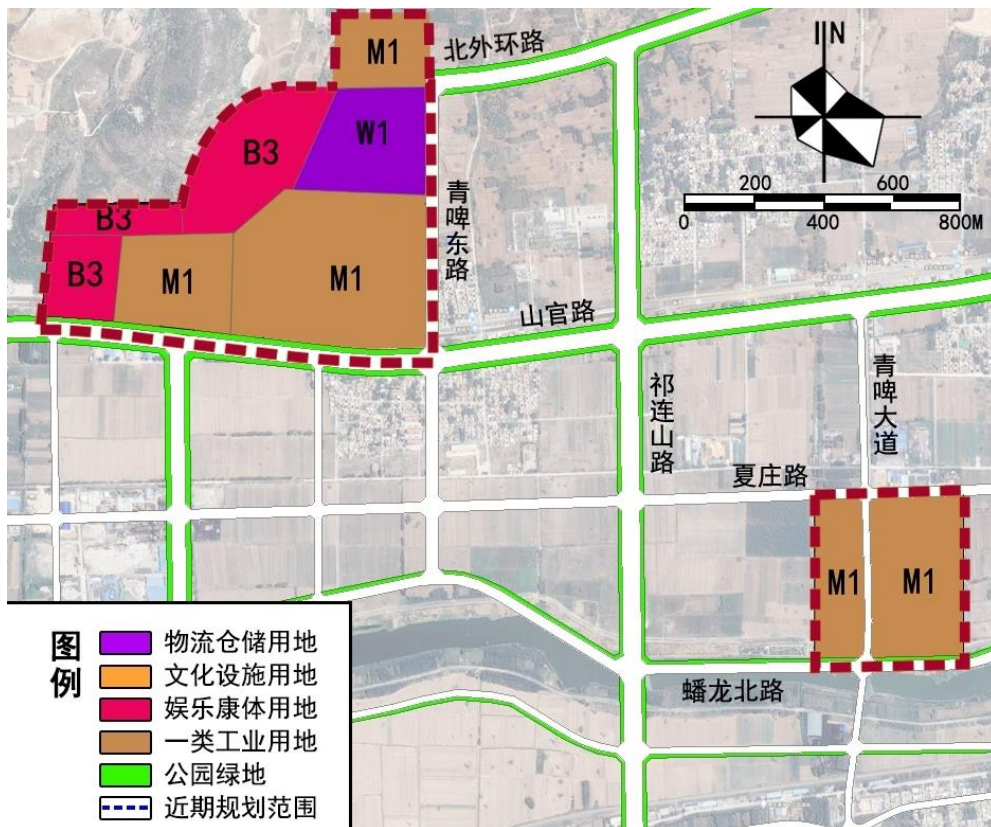 M1
北外环路
N
W1
B3
200
600
0
400
800M
B3
青啤东路
B3
M1
M1
山官路
祁连山路
青啤大道
夏庄路
M1
M1
蟠龙北路
图例
物流仓储用地
文化设施用地
娱乐康体用地
一类工业用地
公园绿地
近期规划范围